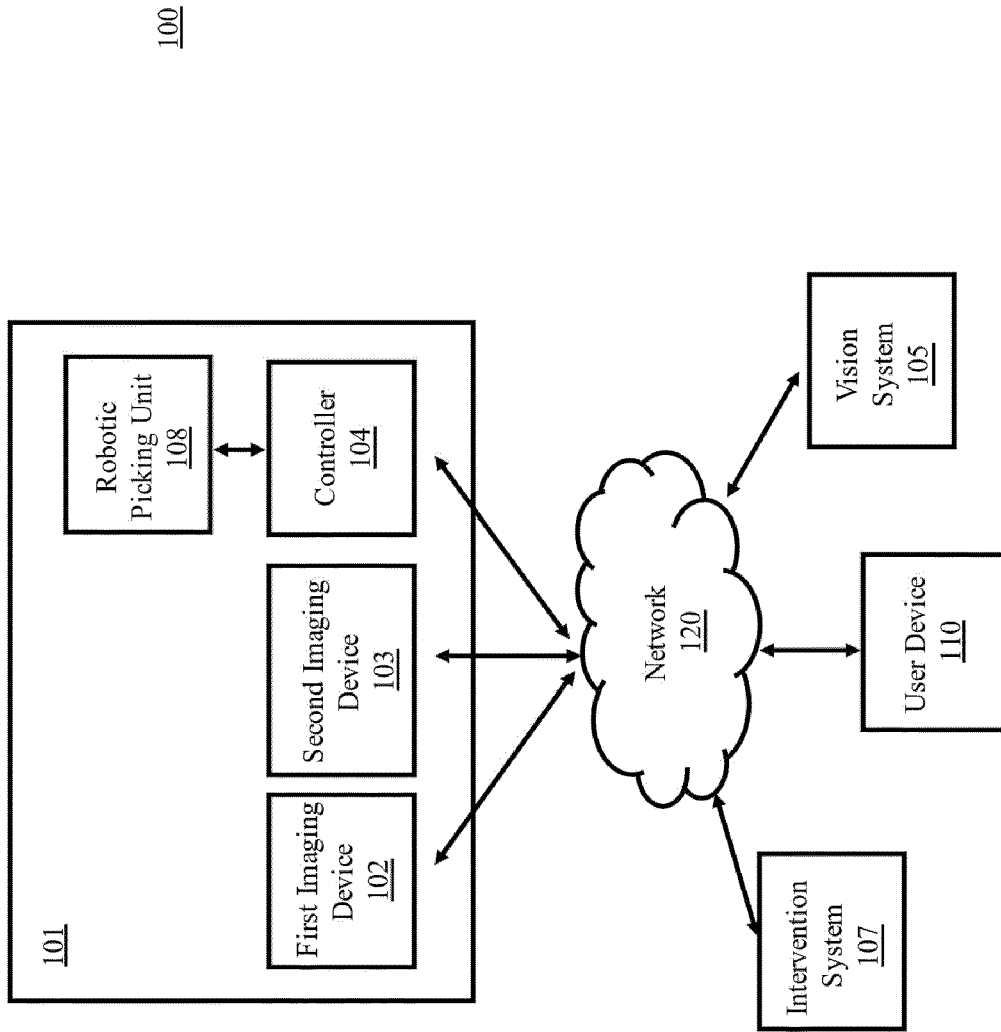 100
101
Robotic
Picking Unit
108
First Imaging
Device
102
Second Imaging
Device
103
Controller
104
Network
120
Intervention
System
107
User Device
110
Vision
System
105